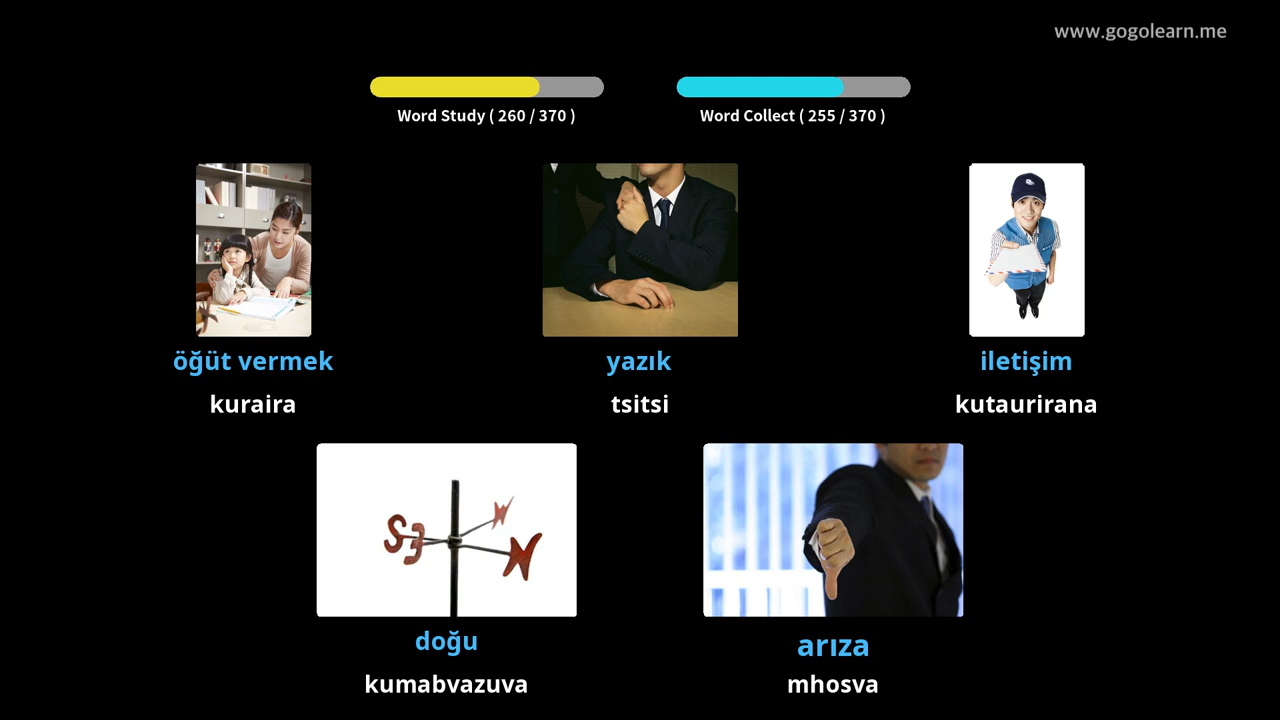 www.gogolearn.me
Word Study ( 260 / 370 )
Word Collect ( 255 / 370 )
öğüt vermek
kuraira
yazık
tsitsi
iletişim
kutaurirana
doğu
kumabvazuva
arıza
mhosva